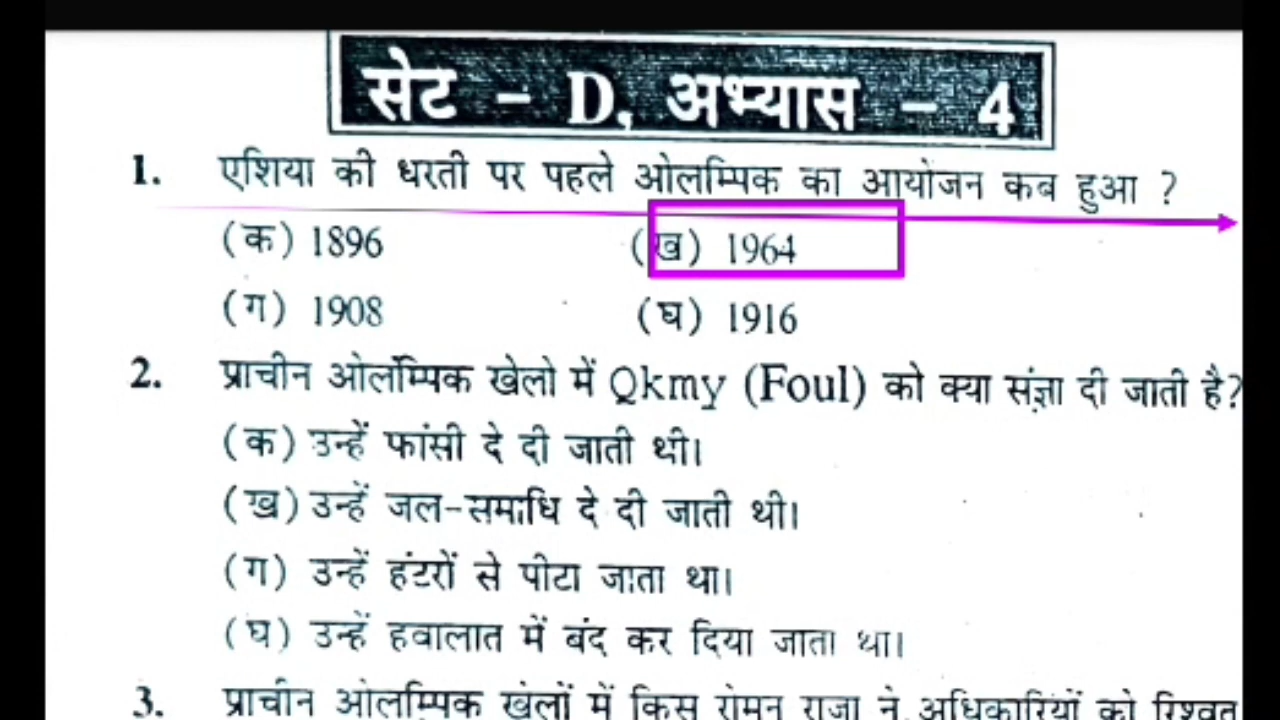 सेट - D, अभ्यास - 4
1. एशिया की धरती पर पहले ओलम्पिक का आयोजन कब हुआ ?
(क) 1896 (ख) 1964
(ग) 1908 (घ) 1916
2. प्राचीन ओलम्पिक खेलो में Qkmy (Foul) को क्या संज्ञा दी जाती है?
(क) उन्हें फांसी दे दी जाती थी।
(ख) उन्हें जल-समाधि दे दी जाती थी।
(ग) उन्हें हंटरों से पीटा जाता था।
(घ) उन्हें हवालात में बंद कर दिया जाता था।
3. प्राचीन ओलम्पिक खेलों में किस रोमन राजा ने अधिकारियों को रिश्वत